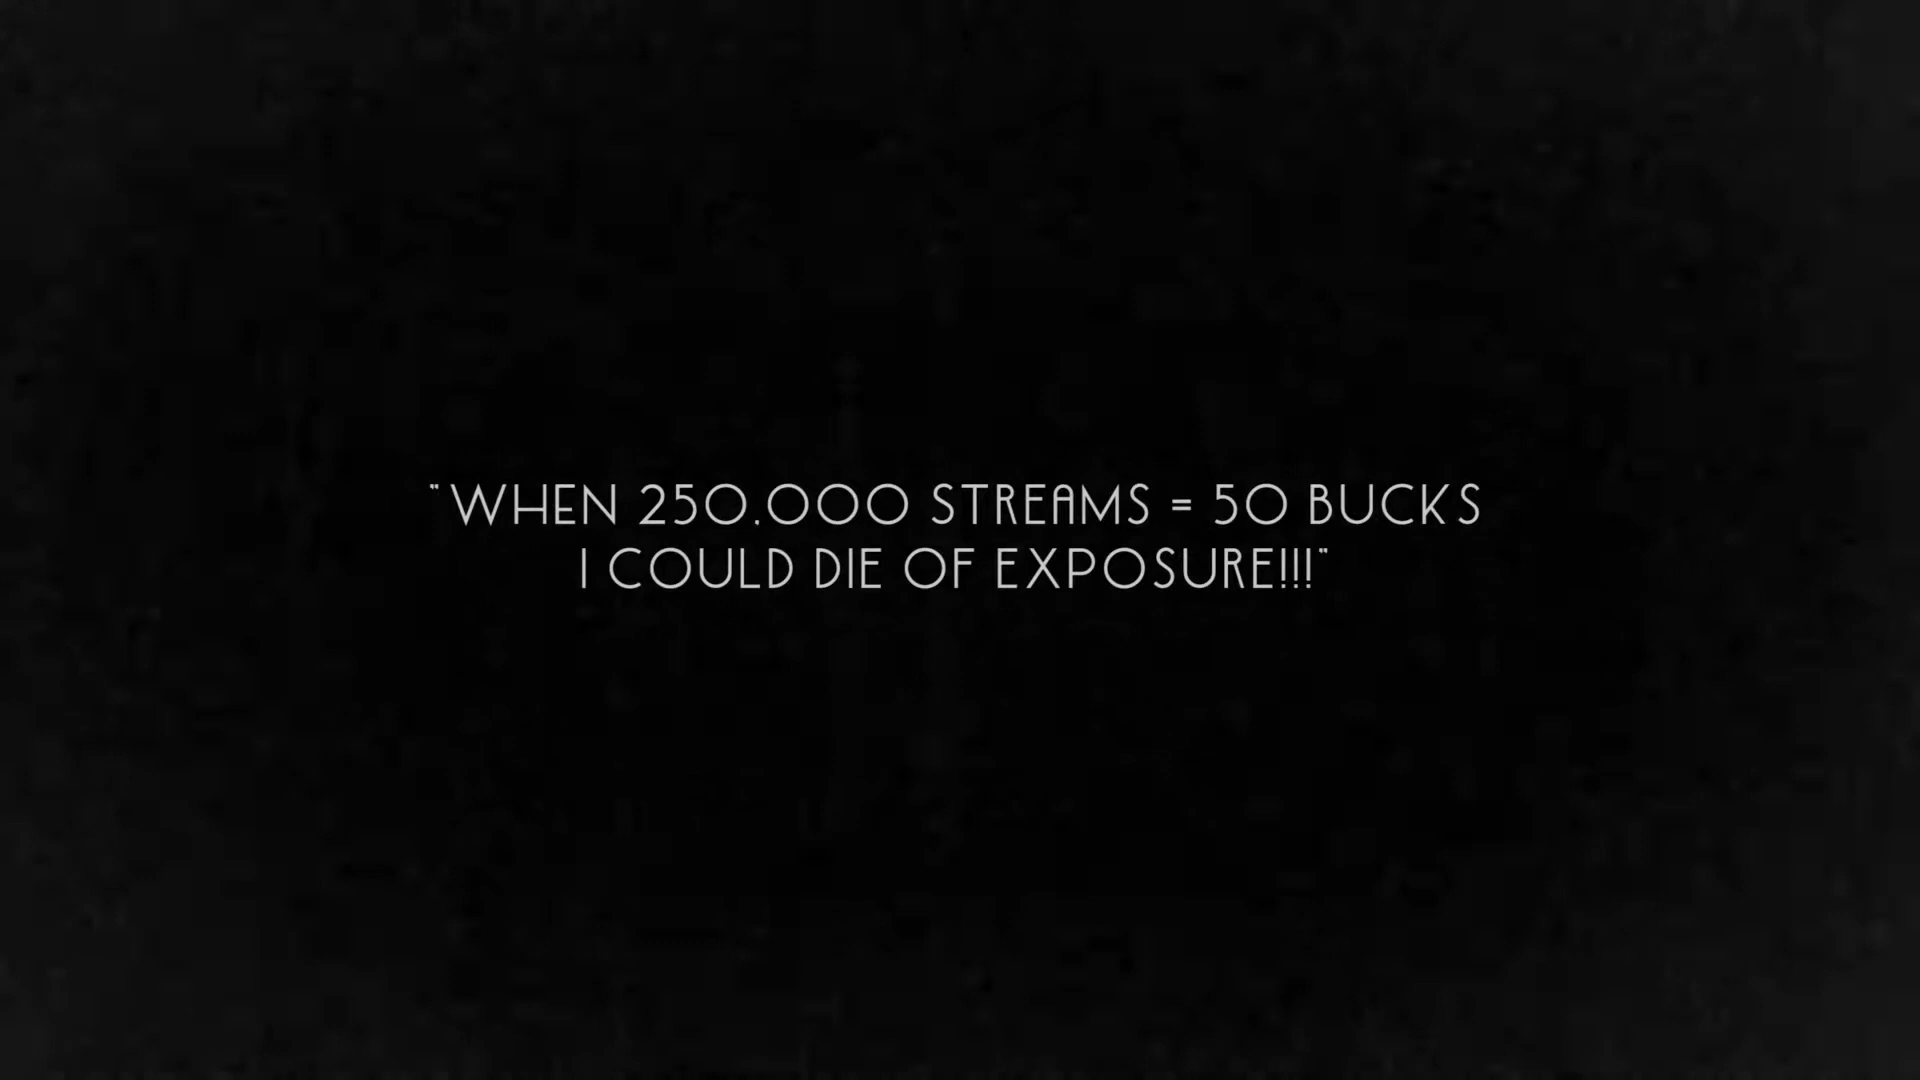 "WHEN 250.000 STREAMS = 50 BUCKS
I COULD DIE OF EXPOSURE!!!"